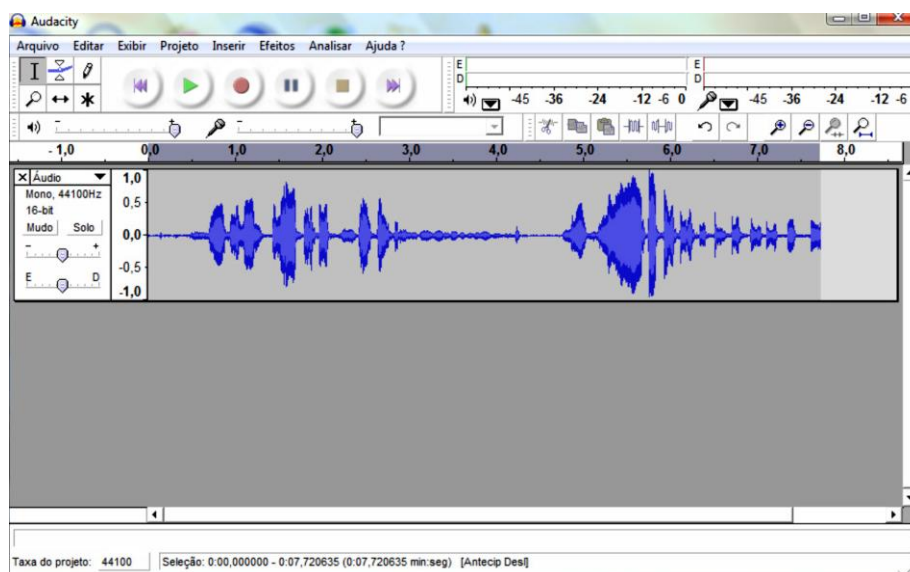 Audacity
Arquivo Editar Exibir Projeto Inserir Efeitos Analisar Ajuda ?
E
D
-45 -36 -24 -12 -6 0
E
D
-45 -36 -24 -12 -6
- 1,0 0,0 1,0 2,0 3,0 4,0 5,0 6,0 7,0 8,0
X Áudio
Mono, 44100Hz
16-bit
Mudo Solo
- +
E D
1,0
0,5
0,0
-0,5
-1,0
Taxa do projeto: 44100 Seleção: 0:00,000000 - 0:07,720635 (0:07,720635 min:seg) [Antecip Desl]